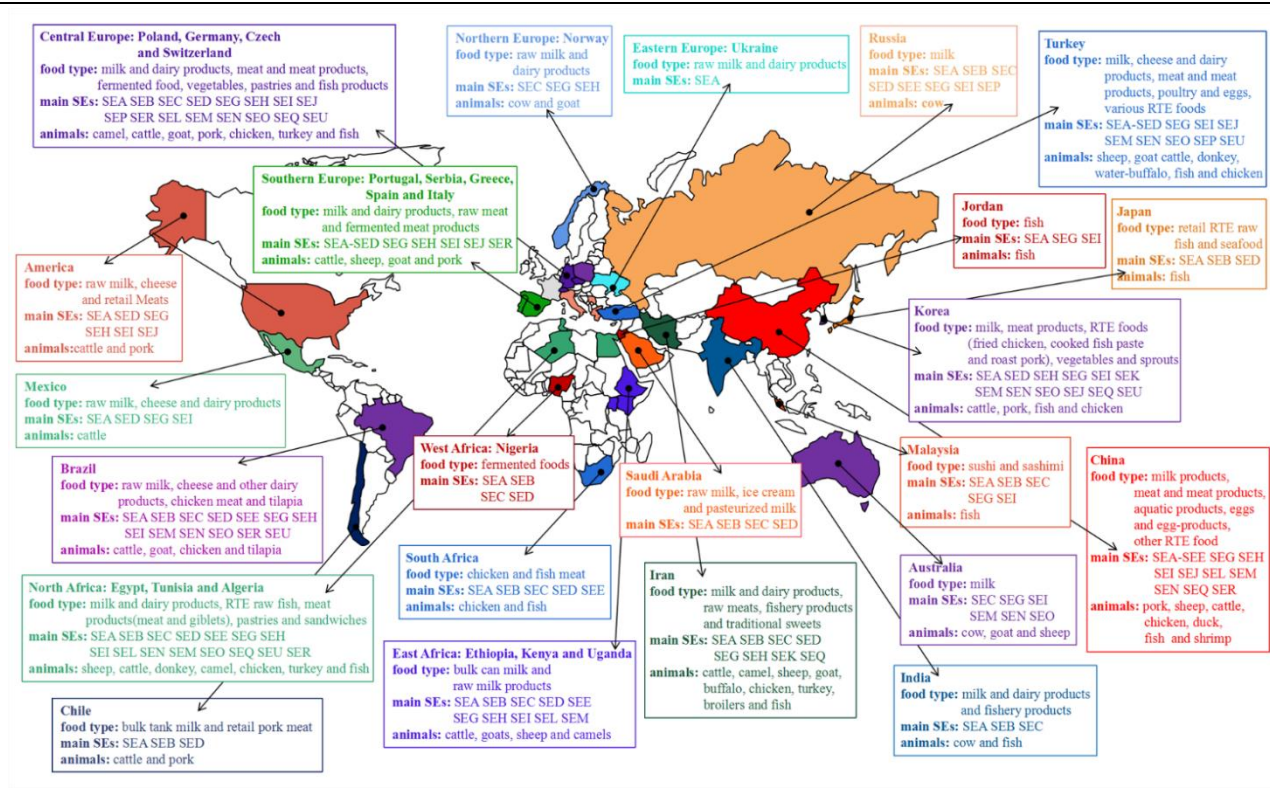 Central Europe: Poland, Germany, Czech
and Switzerland
food type: milk and dairy products, meat and meat products,
fermented food, vegetables, pastries and fish products
main SEs: SEA SEB SEC SED SEG SEH SEI SEJ
SEP SER SEL SEM SEN SEO SEQ SEU
animals: camel, cattle, goat, pork, chicken, turkey and fish
Northern Europe: Norway
food type: raw milk and
dairy products
main SEs: SEC SEG SEH
animals: cow and goat
Eastern Europe: Ukraine
food type: raw milk and dairy products
main SEs: SEA
Russia
food type: milk
main SEs: SEA SEB SEC
SED SEE SEG SEI SEP
animals: cow
Turkey
food type: milk, cheese and dairy
products, meat and meat
products, poultry and eggs,
various RTE foods
main SEs: SEA-SED SEG SEI SEJ
SEM SEN SEO SEP SEU
animals: sheep, goat cattle, donkey,
water-buffalo, fish and chicken
Southern Europe: Portugal, Serbia, Greece,
Spain and Italy
food type: milk and dairy products, raw meat
and fermented meat products
main SEs: SEA-SED SEG SEH SEI SEJ SER
animals: cattle, sheep, goat and pork
Jordan
food type: fish
main SEs: SEA SEG SEI
animals: fish
Japan
food type: retail RTE raw
fish and seafood
main SEs: SEA SEB SED
animals: fish
America
food type: raw milk, cheese
and retail Meats
main SEs: SEA SED SEG
SEH SEI SEJ
animals:cattle and pork
Korea
food type: milk, meat products, RTE foods
(fried chicken, cooked fish paste
and roast pork), vegetables and sprouts
main SEs: SEA SED SEH SEG SEI SEK
SEM SEN SEO SEJ SEQ SEU
animals: cattle, pork, fish and chicken
Mexico
food type: raw milk, cheese and dairy products
main SEs: SEA SED SEG SEI
animals: cattle
West Africa: Nigeria
food type: fermented foods
main SEs: SEA SEB
SEC SED
Malaysia
food type: sushi and sashimi
main SEs: SEA SEB SEC
SEG SEI
animals: fish
China
food type: milk products,
meat and meat products,
aquatic products, eggs
and egg-products,
other RTE food
main SEs: SEA-SEE SEG SEH
SEI SEJ SEL SEM
SEN SEQ SER
animals: pork, sheep, cattle,
chicken, duck,
fish and shrimp
Brazil
food type: raw milk, cheese and other dairy
products, chicken meat and tilapia
main SEs: SEA SEB SEC SED SEE SEG SEH
SEI SEM SEN SEO SER SEU
animals: cattle, goat, chicken and tilapia
Saudi Arabia
food type: raw milk, ice cream
and pasteurized milk
main SEs: SEA SEB SEC SED
South Africa
food type: chicken and fish meat
main SEs: SEA SEB SEC SED SEE
animals: chicken and fish
Australia
food type: milk
main SEs: SEC SEG SEI
SEM SEN SEO
animals: cow, goat and sheep
North Africa: Egypt, Tunisia and Algeria
food type: milk and dairy products, RTE raw fish, meat
products(meat and giblets), pastries and sandwiches
main SEs: SEA SEB SEC SED SEE SEG SEH
SEI SEL SEN SEM SEO SEQ SEU SER
animals: sheep, cattle, donkey, camel, chicken, turkey and fish
Iran
food type: milk and dairy products,
raw meats, fishery products
and traditional sweets
main SEs: SEA SEB SEC SED
SEG SEH SEK SEQ
animals: cattle, camel, sheep, goat,
buffalo, chicken, turkey,
broilers and fish
East Africa: Ethiopia, Kenya and Uganda
food type: bulk can milk and
raw milk products
main SEs: SEA SEB SEC SED SEE
SEG SEH SEI SEL SEM
animals: cattle, goats, sheep and camels
India
food type: milk and dairy products
and fishery products
main SEs: SEA SEB SEC
animals: cow and fish
Chile
food type: bulk tank milk and retail pork meat
main SEs: SEA SEB SED
animals: cattle and pork